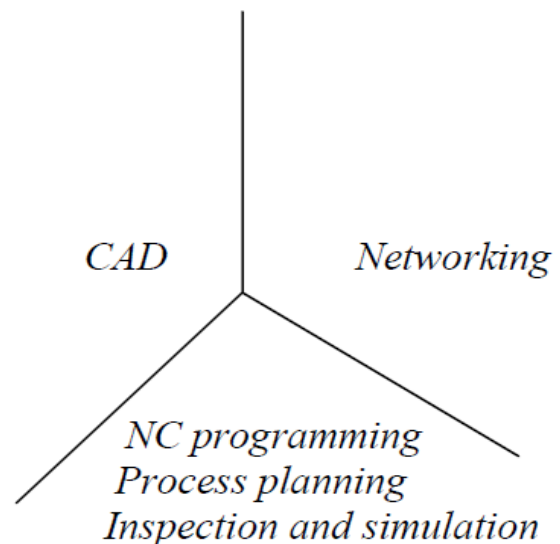 CAD
Networking
NC programming
Process planning
Inspection and simulation